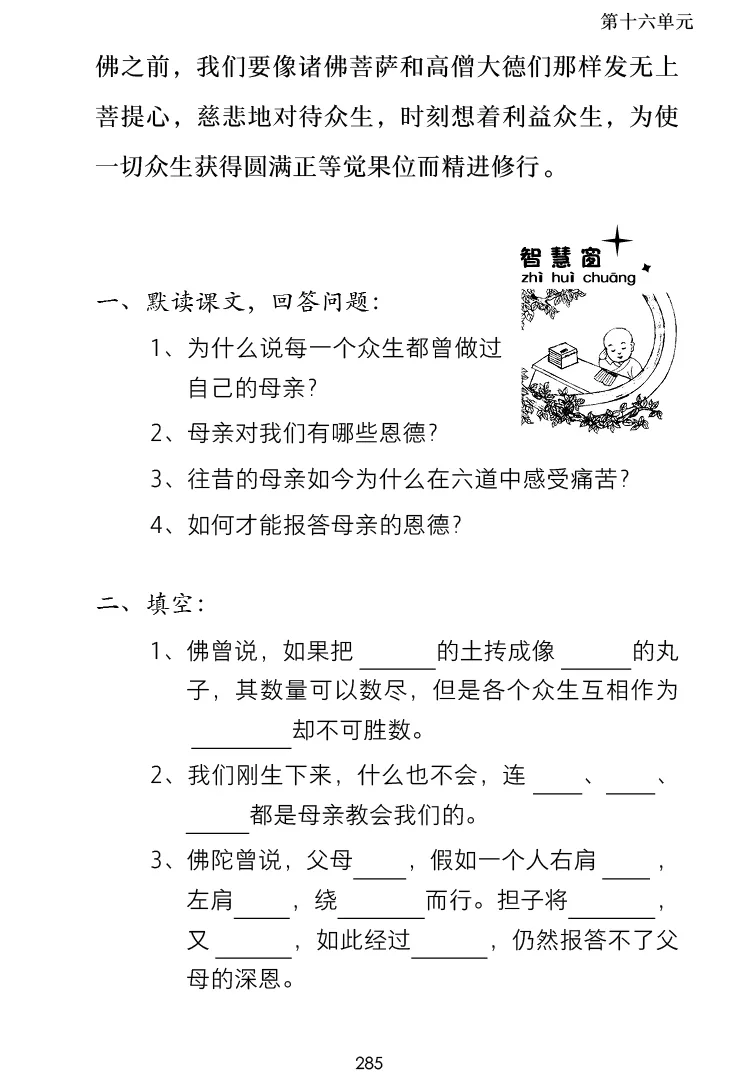 第十六单元
佛之前，我们要像诸佛菩萨和高僧大德们那样发无上
菩提心，慈悲地对待众生，时刻想着利益众生，为使
一切众生获得圆满正等觉果位而精进修行。
智慧窗
zhì huì chuāng
一、默读课文，回答问题：
1、为什么说每一个众生都曾做过
自己的母亲？
2、母亲对我们有哪些恩德？
3、往昔的母亲如今为什么在六道中感受痛苦？
4、如何才能报答母亲的恩德？
二、填空：
1、佛曾说，如果把______的土抟成像______的丸
子，其数量可以数尽，但是各个众生互相作为
________却不可胜数。
2、我们刚生下来，什么也不会，连____、____、
_____都是母亲教会我们的。
3、佛陀曾说，父母____，假如一个人右肩____，
左肩____，绕_______而行。担子将_______，
又______，如此经过______，仍然报答不了父
母的深恩。
285